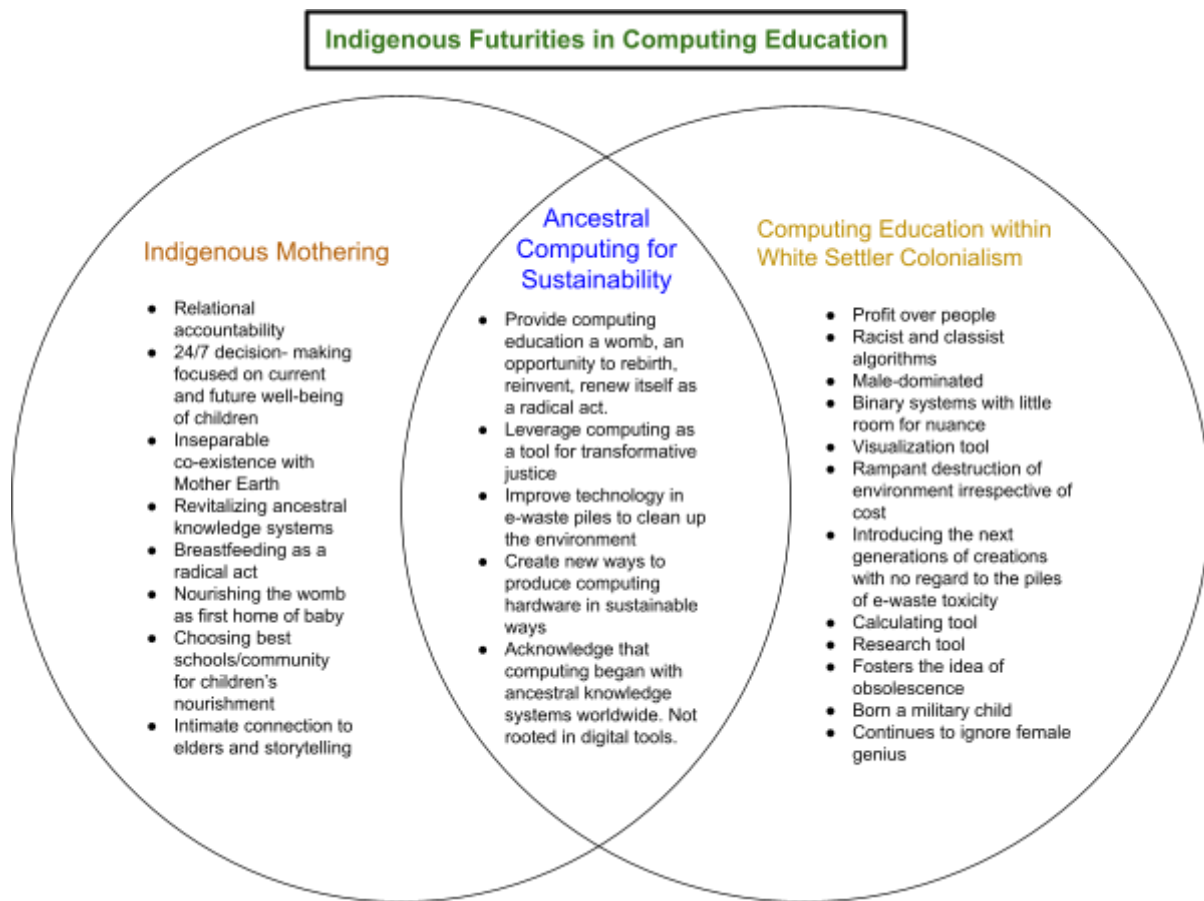 Indigenous Futurities in Computing Education
Indigenous Mothering
● Relational
accountability
● 24/7 decision- making
focused on current
and future well-being
of children
● Inseparable
co-existence with
Mother Earth
● Revitalizing ancestral
knowledge systems
● Breastfeeding as a
radical act
● Nourishing the womb
as first home of baby
● Choosing best
schools/community
for children's
nourishment
● Intimate connection to
elders and storytelling
Ancestral
Computing for
Sustainability
● Provide computing
education a womb, an
opportunity to rebirth,
reinvent, renew itself as
a radical act.
● Leverage computing as
a tool for transformative
justice
● Improve technology in
e-waste piles to clean up
the environment
● Create new ways to
produce computing
hardware in sustainable
ways
● Acknowledge that
computing began with
ancestral knowledge
systems worldwide. Not
rooted in digital tools.
Computing Education within
White Settler Colonialism
● Profit over people
● Racist and classist
algorithms
● Male-dominated
● Binary systems with little
room for nuance
● Visualization tool
● Rampant destruction of
environment irrespective of
cost
● Introducing the next
generations of creations
with no regard to the piles
of e-waste toxicity
● Calculating tool
● Research tool
● Fosters the idea of
obsolescence
● Born a military child
● Continues to ignore female
genius